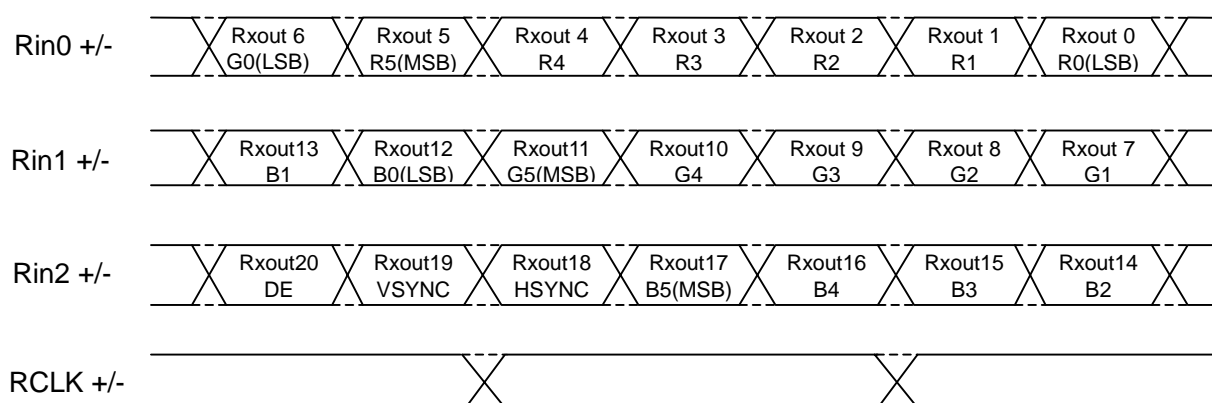 Rin0 +/-
Rxout 6 Rxout 5 Rxout 4 Rxout 3 Rxout 2 Rxout 1 Rxout 0
G0(LSB) R5(MSB) R4 R3 R2 R1 R0(LSB)
Rin1 +/-
Rxout13 Rxout12 Rxout11 Rxout10 Rxout 9 Rxout 8 Rxout 7
B1 B0(LSB) G5(MSB) G4 G3 G2 G1
Rin2 +/-
Rxout20 Rxout19 Rxout18 Rxout17 Rxout16 Rxout15 Rxout14
DE VSYNC HSYNC B5(MSB) B4 B3 B2
RCLK +/-